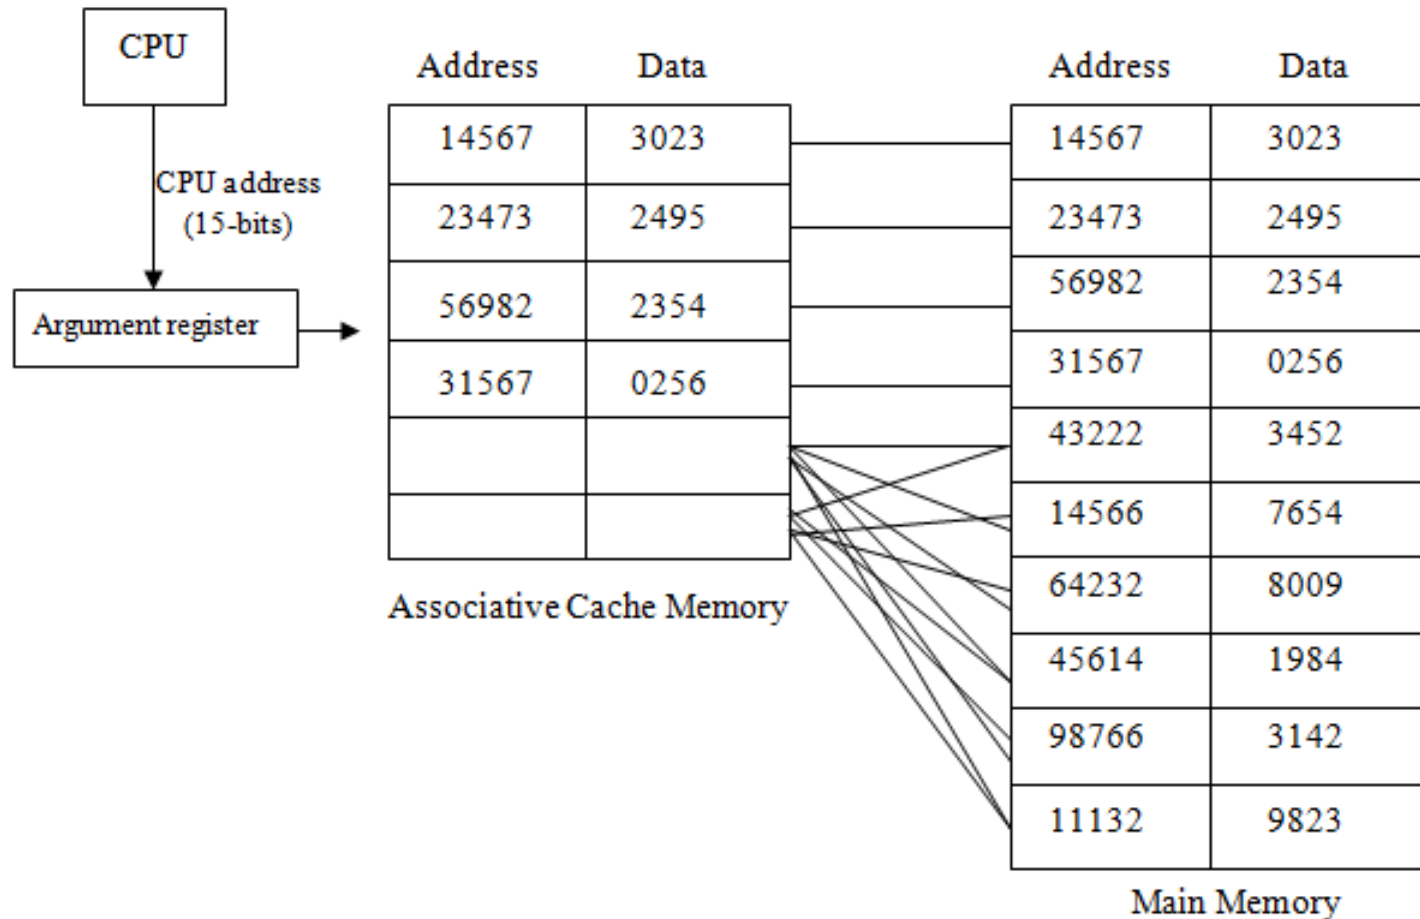 CPU
CPU address
(15-bits)
Argument register
Address Data
14567 3023
23473 2495
56982 2354
31567 0256
Associative Cache Memory
Address Data
14567 3023
23473 2495
56982 2354
31567 0256
43222 3452
14566 7654
64232 8009
45614 1984
98766 3142
11132 9823
Main Memory